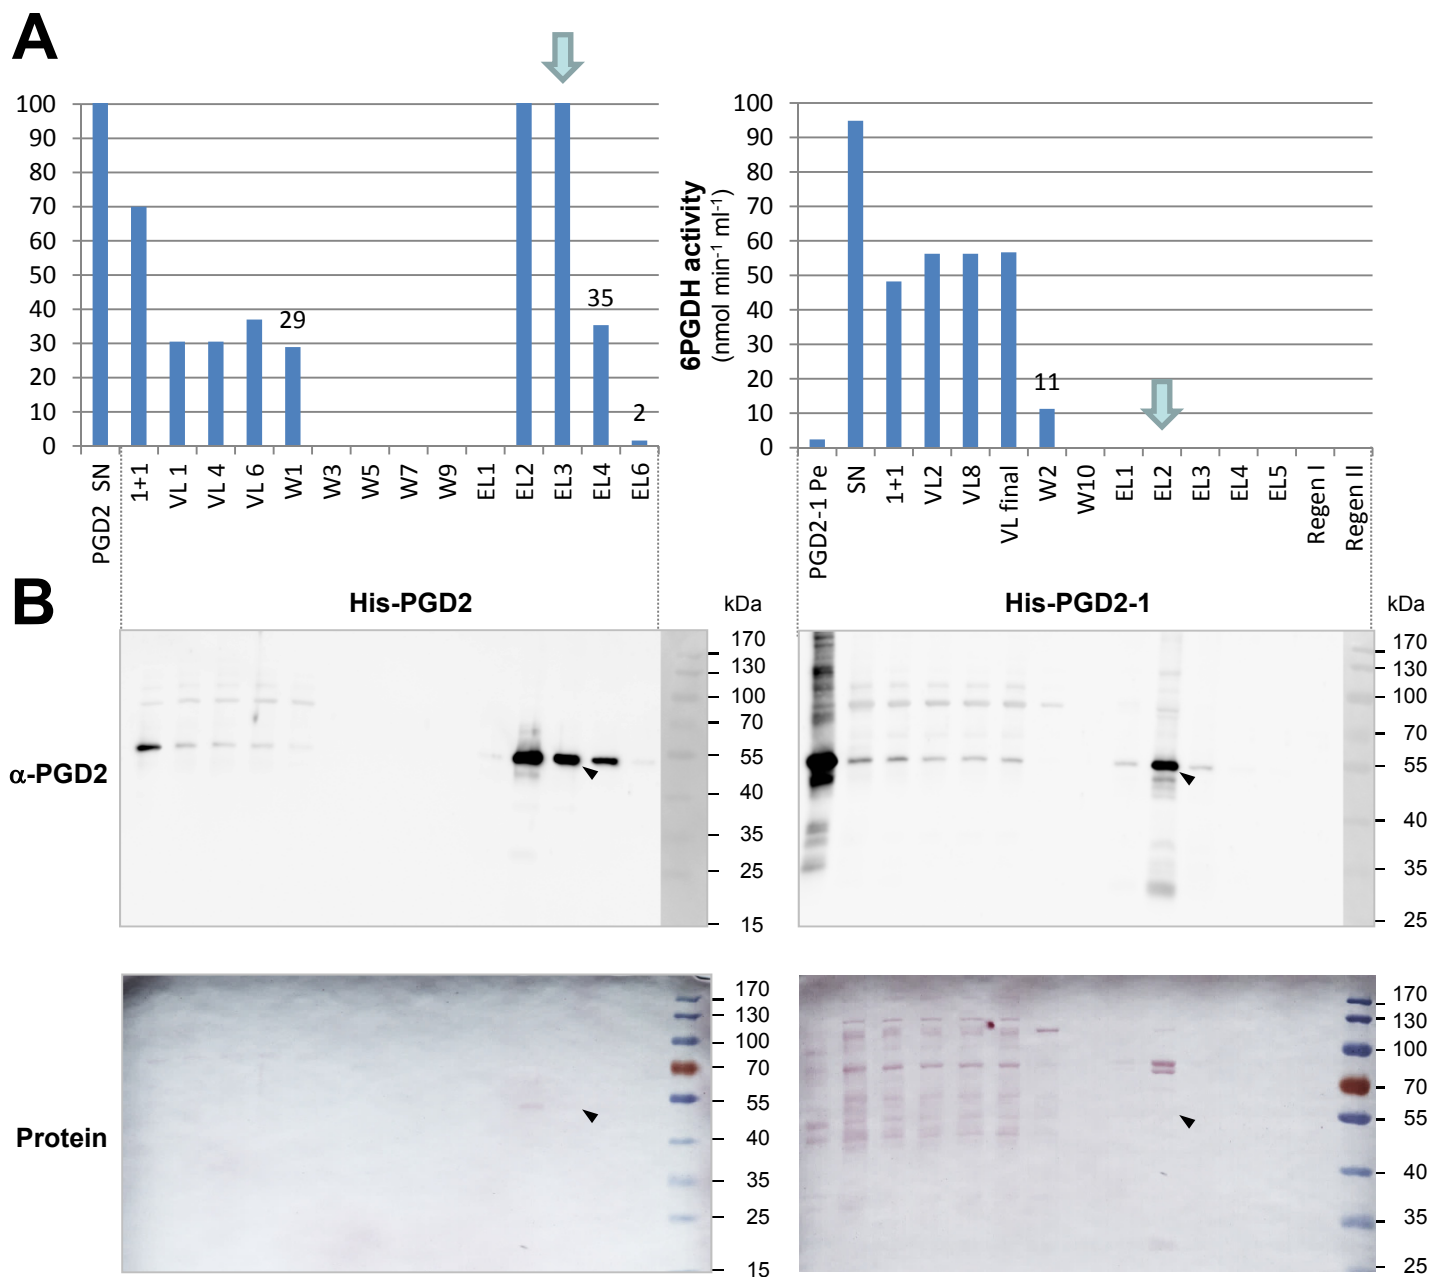 A
100
90
80
70
60
50
40
30
20
10
0
29
35
2
PGD2 SN
1+1
VL 1
VL 4
VL 6
W1
W3
W5
W7
W9
EL1
EL2
EL3
EL4
EL6
6PGDH activity
(nmol min-1 ml-1)
100
90
80
70
60
50
40
30
20
10
0
11
PGD2-1 Pe
SN
1+1
VL2
VL8
VL final
W2
W10
EL1
EL2
EL3
EL4
EL5
Regen I
Regen II
B
His-PGD2
kDa
His-PGD2-1
kDa
α-PGD2
170
130
100
70
55
40
35
25
15
170
130
100
70
55
40
35
25
Protein
170
130
100
70
55
40
35
25
15
170
130
100
70
55
40
35
25